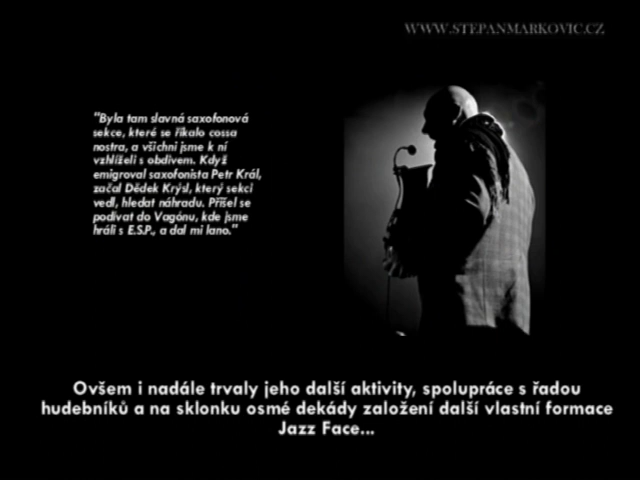 WWW.STEPANMARKOVIC.CZ
"Byla tam slavná saxofonová
sekce, které se říkalo cossa
nostra, a všichni jsme k ní
vzhlíželi s obdivem. Když
emigroval saxofonista Petr Král,
začal Dědek Krýsl, který sekci
vedl, hledat náhradu. Přišel se
podívat do Vagónu, kde jsme
hráli s E.S.P., a dal mi lano."
Ovšem i nadále trvaly jeho další aktivity, spolupráce s řadou
hudebníků a na sklonku osmé dekády založení další vlastní formace
Jazz Face...